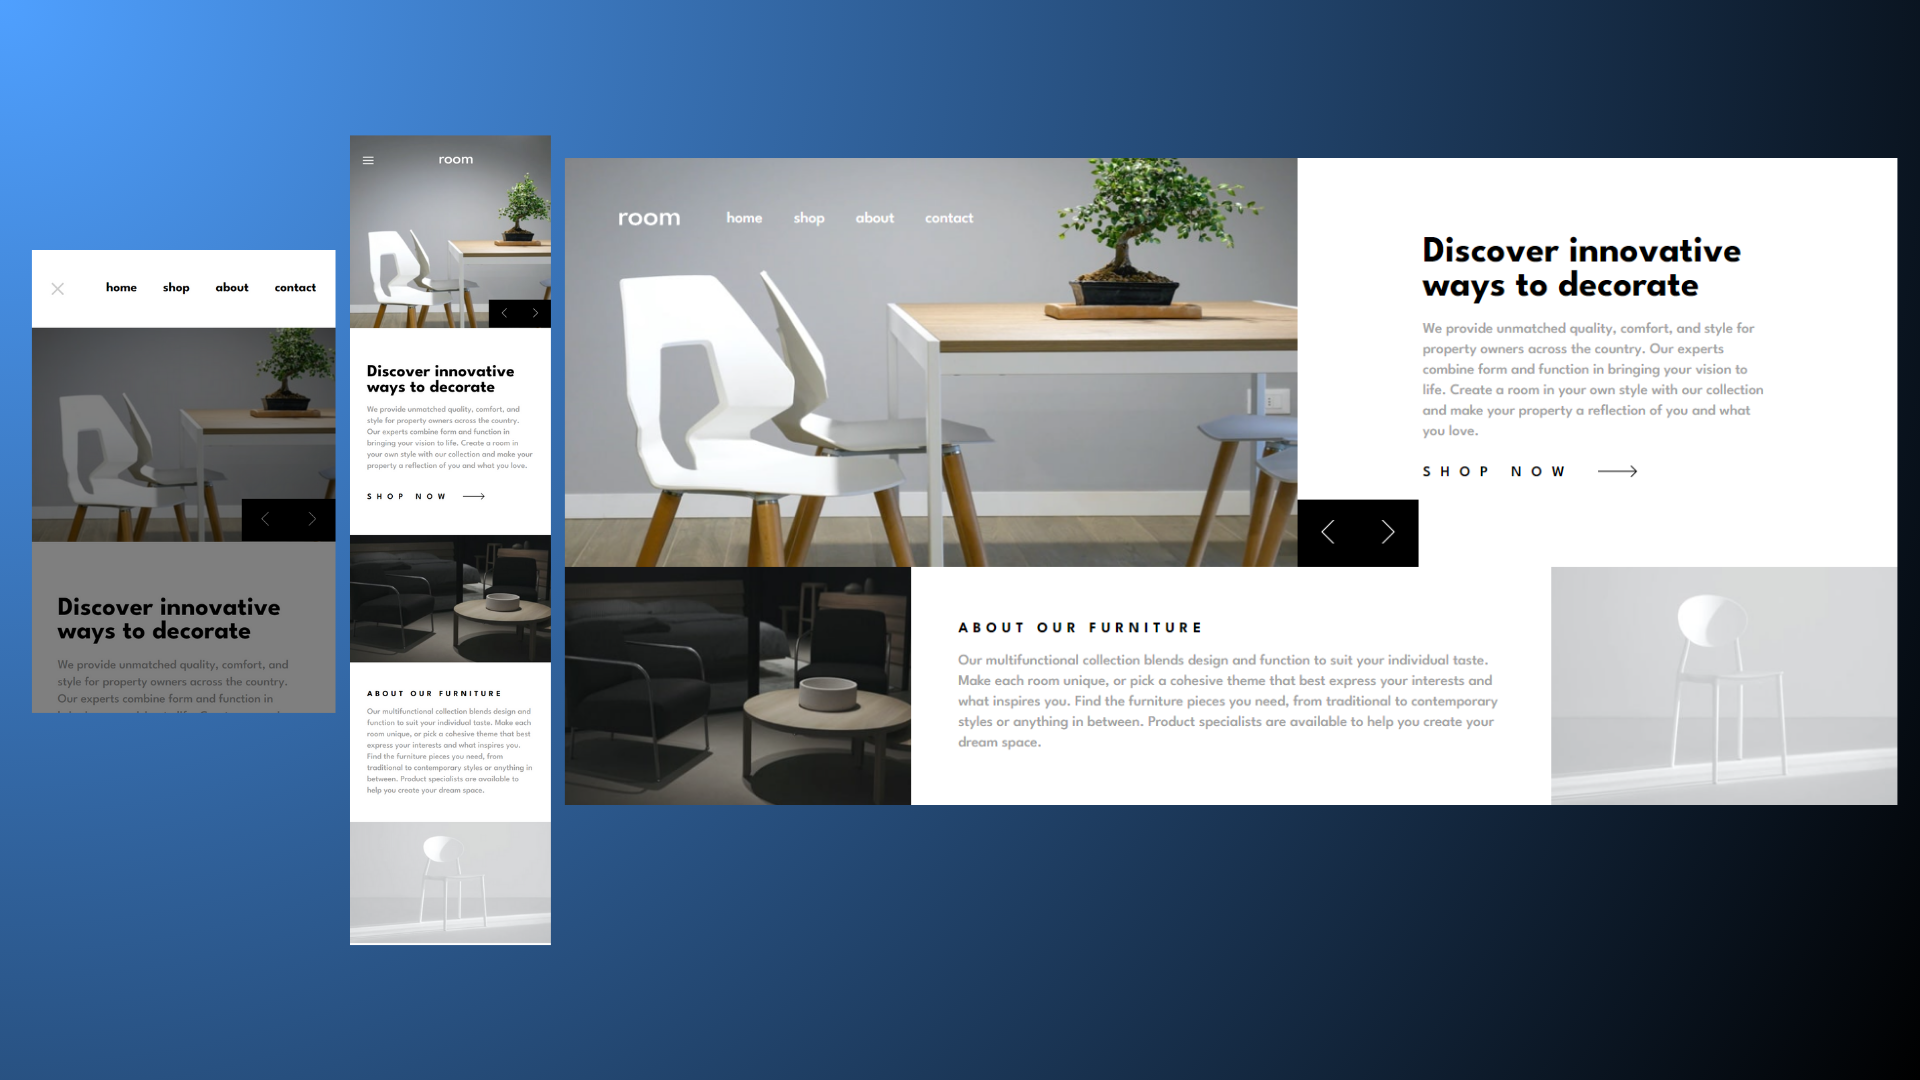 home shop about contact
Discover innovative
ways to decorate
We provide unmatched quality, comfort, and
style for property owners across the country.
Our experts combine form and function in
room
Discover innovative
ways to decorate
We provide unmatched quality, comfort, and
style for property owners across the country.
Our experts combine form and function in
bringing your vision to life. Create a room in
your own style with our collection and make your
property a reflection of you and what you love.
SHOP NOW
ABOUT OUR FURNITURE
Our multifunctional collection blends design and
function to suit your individual taste. Make each
room unique, or pick a cohesive theme that best
express your interests and what inspires you.
Find the furniture pieces you need, from
traditional to contemporary styles or anything in
between. Product specialists are available to
help you create your dream space.
room home shop about contact
Discover innovative
ways to decorate
We provide unmatched quality, comfort, and style for
property owners across the country. Our experts
combine form and function in bringing your vision to
life. Create a room in your own style with our collection
and make your property a reflection of you and what
you love.
SHOP NOW
ABOUT OUR FURNITURE
Our multifunctional collection blends design and function to suit your individual taste.
Make each room unique, or pick a cohesive theme that best express your interests and
what inspires you. Find the furniture pieces you need, from traditional to contemporary
styles or anything in between. Product specialists are available to help you create your
dream space.